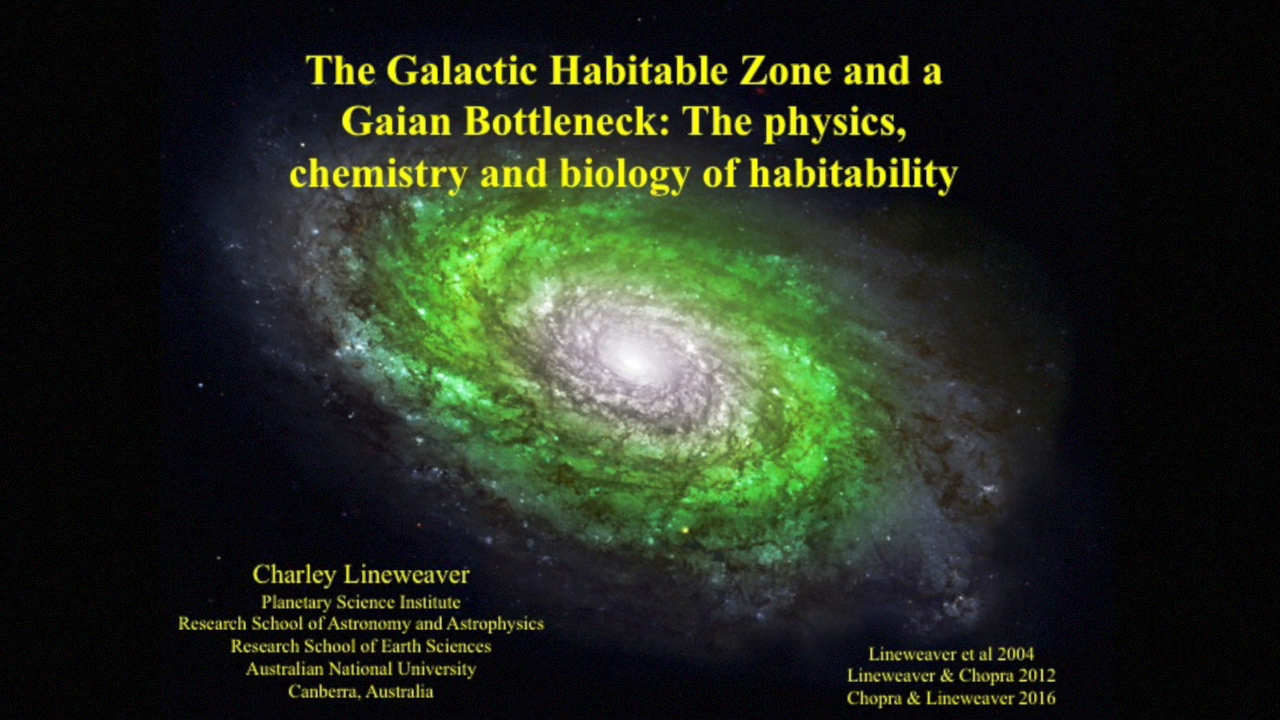 The Galactic Habitable Zone and a
Gaian Bottleneck: The physics,
chemistry and biology of habitability
Charley Lineweaver
Planetary Science Institute
Research School of Astronomy and Astrophysics
Research School of Earth Sciences
Australian National University
Canberra, Australia
Lineweaver et al 2004
Lineweaver & Chopra 2012
Chopra & Lineweaver 2016